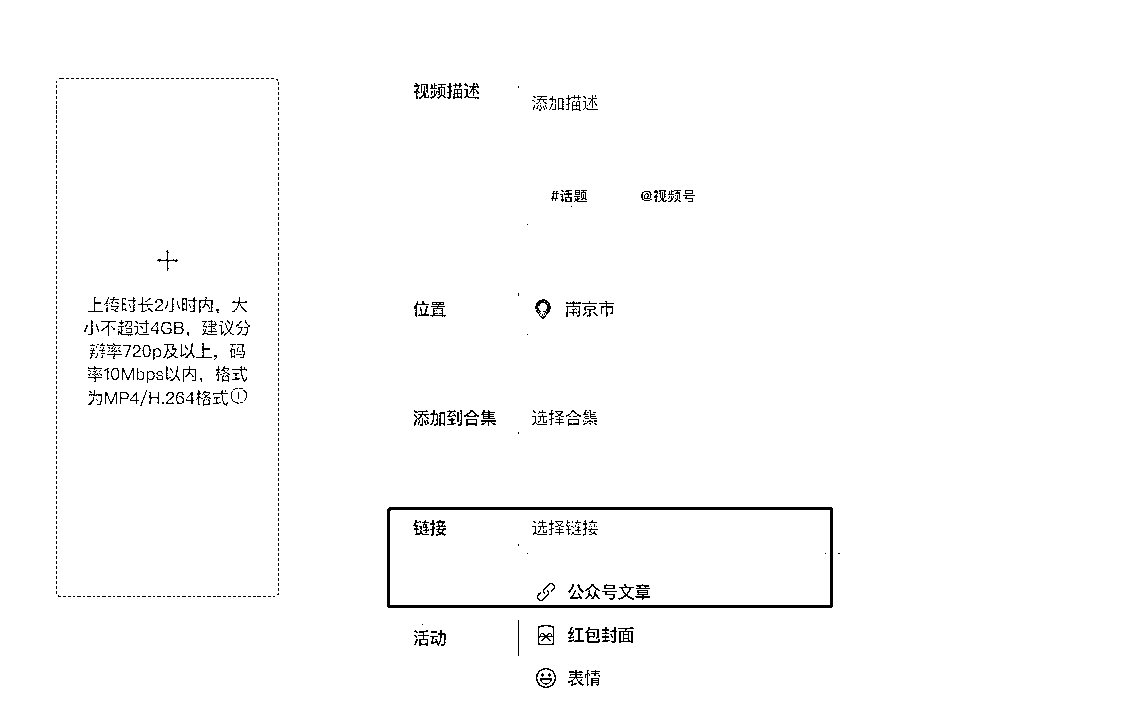 视频描述
添加描述
#话题
@视频号
上传时长2小时内，大
小不超过4GB，建议分
辨率720p及以上，码
率10Mbps以内，格式
为MP4/H.264格式
位置
南京市
添加到合集
选择合集
链接
选择链接
公众号文章
活动
红包封面
表情